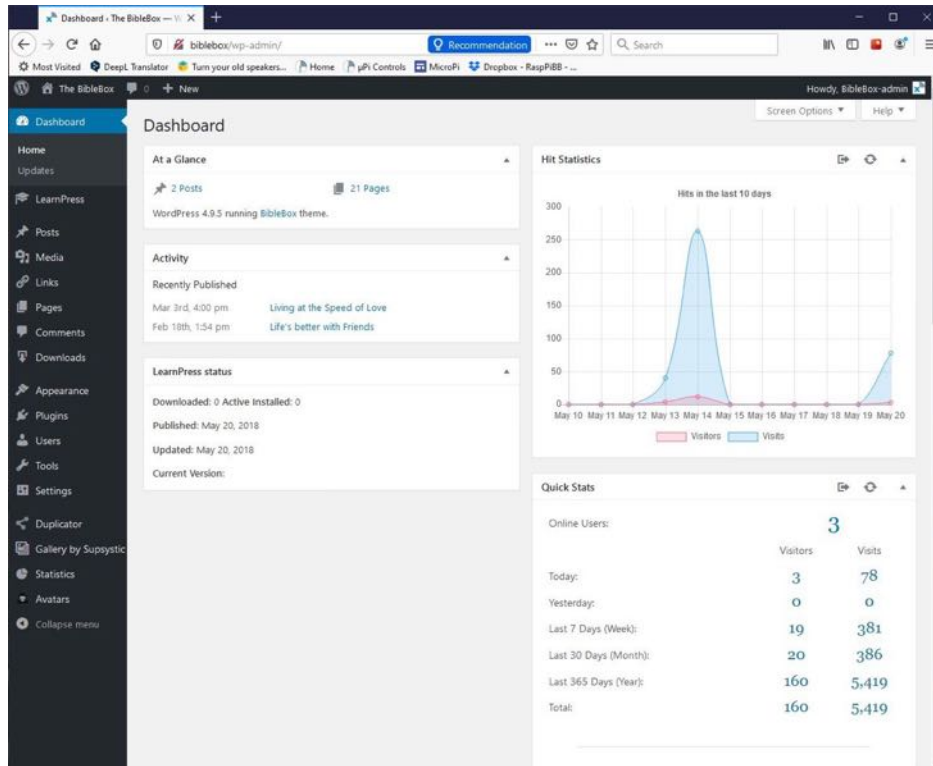 Dashboard ‹ The BibleBox — W
biblebox/wp-admin/
Recommendation
Search
Most Visited DeepL Translator Turn your old speakers... Home µPi Controls MicroPi Dropbox - RaspPiBB - ...
The BibleBox 0 New Howdy, BibleBox-admin
Screen Options Help
Dashboard
Home
Updates
LearnPress
Posts
Media
Links
Pages
Comments
Downloads
Appearance
Plugins
Users
Tools
Settings
Duplicator
Gallery by Supsystic
Statistics
Avatars
Collapse menu
Dashboard
At a Glance
2 Posts 21 Pages
WordPress 4.9.5 running BibleBox theme.
Activity
Recently Published
Mar 3rd, 4:00 pm Living at the Speed of Love
Feb 18th, 1:54 pm Life's better with Friends
LearnPress status
Downloaded: 0 Active Installed: 0
Published: May 20, 2018
Updated: May 20, 2018
Current Version:
Hit Statistics
Hits in the last 10 days
300
250
200
150
100
50
0
May 10 May 11 May 12 May 13 May 14 May 15 May 16 May 17 May 18 May 19 May 20
Visitors Visits
Quick Stats
Online Users: 3
Visitors Visits
Today: 3 78
Yesterday: 0 0
Last 7 Days (Week): 19 381
Last 30 Days (Month): 20 386
Last 365 Days (Year): 160 5,419
Total: 160 5,419